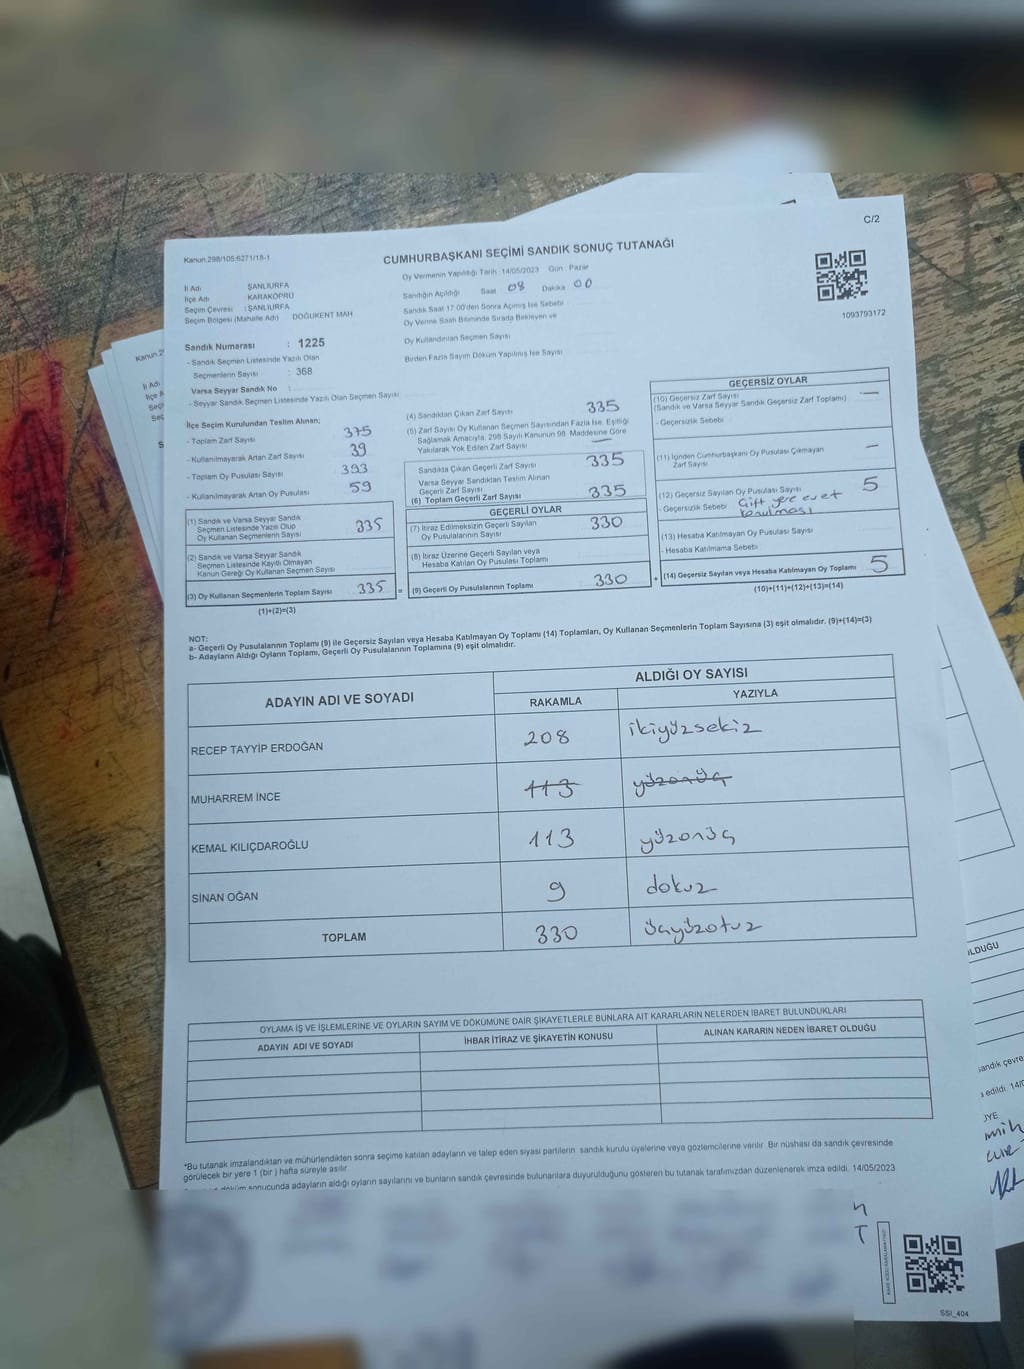 C/2
Kanun.298/105,6271/18-1
CUMHURBAŞKANI SEÇİMİ SANDIK SONUÇ TUTANAĞI
Oy Vermenin Yapıldığı Tarih : 14/05/2023 Gün Pazar
İl Adı : ŞANLIURFA
İlçe Adı : KARAKÖPRÜ
Seçim Çevresi : ŞANLIURFA
Seçim Bölgesi (Mahalle Adı) : DOĞUKENT MAH
Sandığın Açıldığı Saat 08 Dakika 00
Sandık Saat 17:00'den Sonra Açılmış İse Sebebi
Oy Verme Saati Bitiminde Sırada Bekleyen ve
Oy Kullandırılan Seçmen Sayısı
Birden Fazla Sayım Döküm Yapılmış İse Sayısı
1093793172
Sandık Numarası : 1225
- Sandık Seçmen Listesinde Yazılı Olan
Seçmenlerin Sayısı : 368
Varsa Seyyar Sandık No :
- Seyyar Sandık Seçmen Listesinde Yazılı Olan Seçmen Sayısı
İlçe Seçim Kurulundan Teslim Alınan;
- Toplam Zarf Sayısı 375
- Kullanılmayarak Artan Zarf Sayısı 39
- Toplam Oy Pusulası Sayısı 393
- Kullanılmayarak Artan Oy Pusulası 59
(1) Sandık ve Varsa Seyyar Sandık
Seçmen Listesinde Yazılı Olup
Oy Kullanan Seçmenlerin Sayısı 335
(2) Sandık ve Varsa Seyyar Sandık
Seçmen Listesinde Kayıtlı Olmayan
Kanun Gereği Oy Kullanan Seçmen Sayısı
(3) Oy Kullanan Seçmenlerin Toplam Sayısı 335 =
(1)+(2)=(3)
(4) Sandıktan Çıkan Zarf Sayısı 335
(5) Zarf Sayısı Oy Kullanan Seçmen Sayısından Fazla İse, Eşitliği
Sağlamak Amacıyla, 298 Sayılı Kanunun 98. Maddesine Göre
Yakılarak Yok Edilen Zarf Sayısı —
Sandıkta Çıkan Geçerli Zarf Sayısı 335
Varsa Seyyar Sandıktan Teslim Alınan
Geçerli Zarf Sayısı
(6) Toplam Geçerli Zarf Sayısı 335
GEÇERLİ OYLAR
(7) İtiraz Edilmeksizin Geçerli Sayılan
Oy Pusulalarının Sayısı 330
(8) İtiraz Üzerine Geçerli Sayılan veya
Hesaba Katılan Oy Pusulası Toplamı
(9) Geçerli Oy Pusulalarının Toplamı 330 +
GEÇERSİZ OYLAR
(10) Geçersiz Zarf Sayısı —
(Sandık ve Varsa Seyyar Sandık Geçersiz Zarf Toplamı)
- Geçersizlik Sebebi
(11) İçinden Cumhurbaşkanı Oy Pusulası Çıkmayan
Zarf Sayısı —
(12) Geçersiz Sayılan Oy Pusulası Sayısı 5
- Geçersizlik Sebebi Çift yere evet
konulması
(13) Hesaba Katılmayan Oy Pusulası Sayısı
- Hesaba Katılmama Sebebi
(14) Geçersiz Sayılan veya Hesaba Katılmayan Oy Toplamı 5
(10)+(11)+(12)+(13)=(14)
NOT:
a- Geçerli Oy Pusulalarının Toplamı (9) ile Geçersiz Sayılan veya Hesaba Katılmayan Oy Toplamı (14) Toplamları, Oy Kullanan Seçmenlerin Toplam Sayısına (3) eşit olmalıdır. (9)+(14)=(3)
b- Adayların Aldığı Oyların Toplamı, Geçerli Oy Pusulalarının Toplamına (9) eşit olmalıdır.
ADAYIN ADI VE SOYADI
ALDIĞI OY SAYISI
RAKAMLA YAZIYLA
RECEP TAYYİP ERDOĞAN 208 ikiyüzsekiz
MUHARREM İNCE 113 yüzonüç
KEMAL KILIÇDAROĞLU 113 yüzonüç
SİNAN OĞAN 9 dokuz
TOPLAM 330 üçyüzotuz
OYLAMA İŞ VE İŞLEMLERİNE VE OYLARIN SAYIM VE DÖKÜMÜNE DAİR ŞİKAYETLERLE BUNLARA AİT KARARLARIN NELERDEN İBARET BULUNDUKLARI
ADAYIN ADI VE SOYADI İHBAR İTİRAZ VE ŞİKAYETİN KONUSU ALINAN KARARIN NEDEN İBARET OLDUĞU
*Bu tutanak imzalandıktan ve mühürlendikten sonra seçime katılan adayların ve talep eden siyasi partilerin sandık kurulu üyelerine veya gözlemcilerine verilir. Bir nüshası da sandık çevresinde
görülecek bir yere 1 (bir) hafta süreyle asılır.
döküm sonucunda adayların aldığı oyların sayılarını ve bunların sandık çevresinde bulunanlara duyurulduğunu gösteren bu tutanak tarafımızdan düzenlenerek imza edildi. 14/05/2023
SSI_404
Kanun.2
İl Adı
İlçe A
Seçi
LDUĞU
sandık çevre
edildi. 14/0
ÜYE